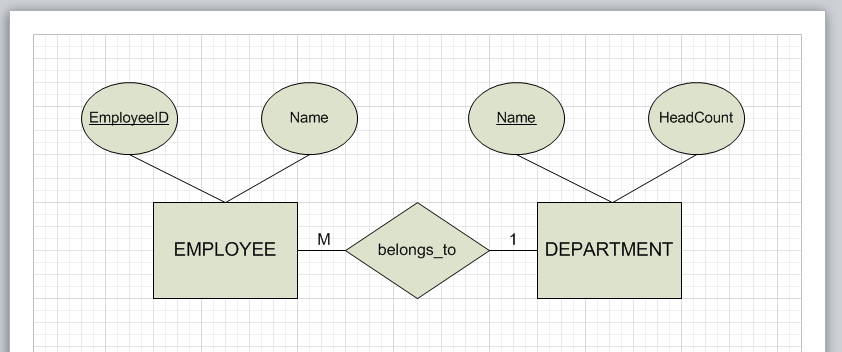 EmployeeID
Name
Name
HeadCount
EMPLOYEE
M
belongs_to
1
DEPARTMENT